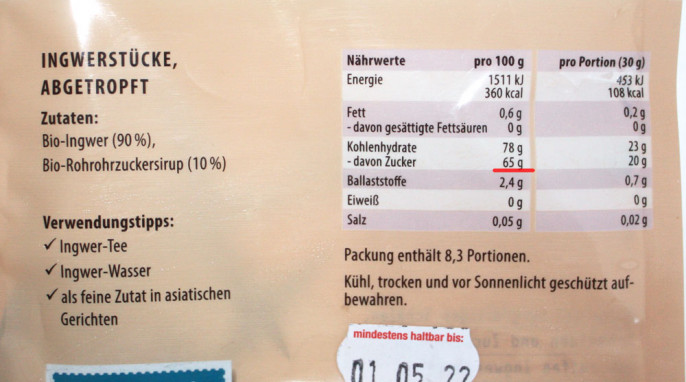 INGWERSTÜCKE,
ABGETROPFT
Zutaten:
Bio-Ingwer (90 %),
Bio-Rohrohrzuckersirup (10 %)
Verwendungstipps:
✓ Ingwer-Tee
✓ Ingwer-Wasser
✓ als feine Zutat in asiatischen
Gerichten
Nährwerte pro 100 g pro Portion (30 g)
Energie 1511 kJ 453 kJ
360 kcal 108 kcal
Fett 0,6 g 0,2 g
- davon gesättigte Fettsäuren 0 g 0 g
Kohlenhydrate 78 g 23 g
- davon Zucker 65 g 20 g
Ballaststoffe 2,4 g 0,7 g
Eiweiß 0 g 0 g
Salz 0,05 g 0,02 g
Packung enthält 8,3 Portionen.
Kühl, trocken und vor Sonnenlicht geschützt auf-
bewahren.
mindestens haltbar bis:
01 05 22